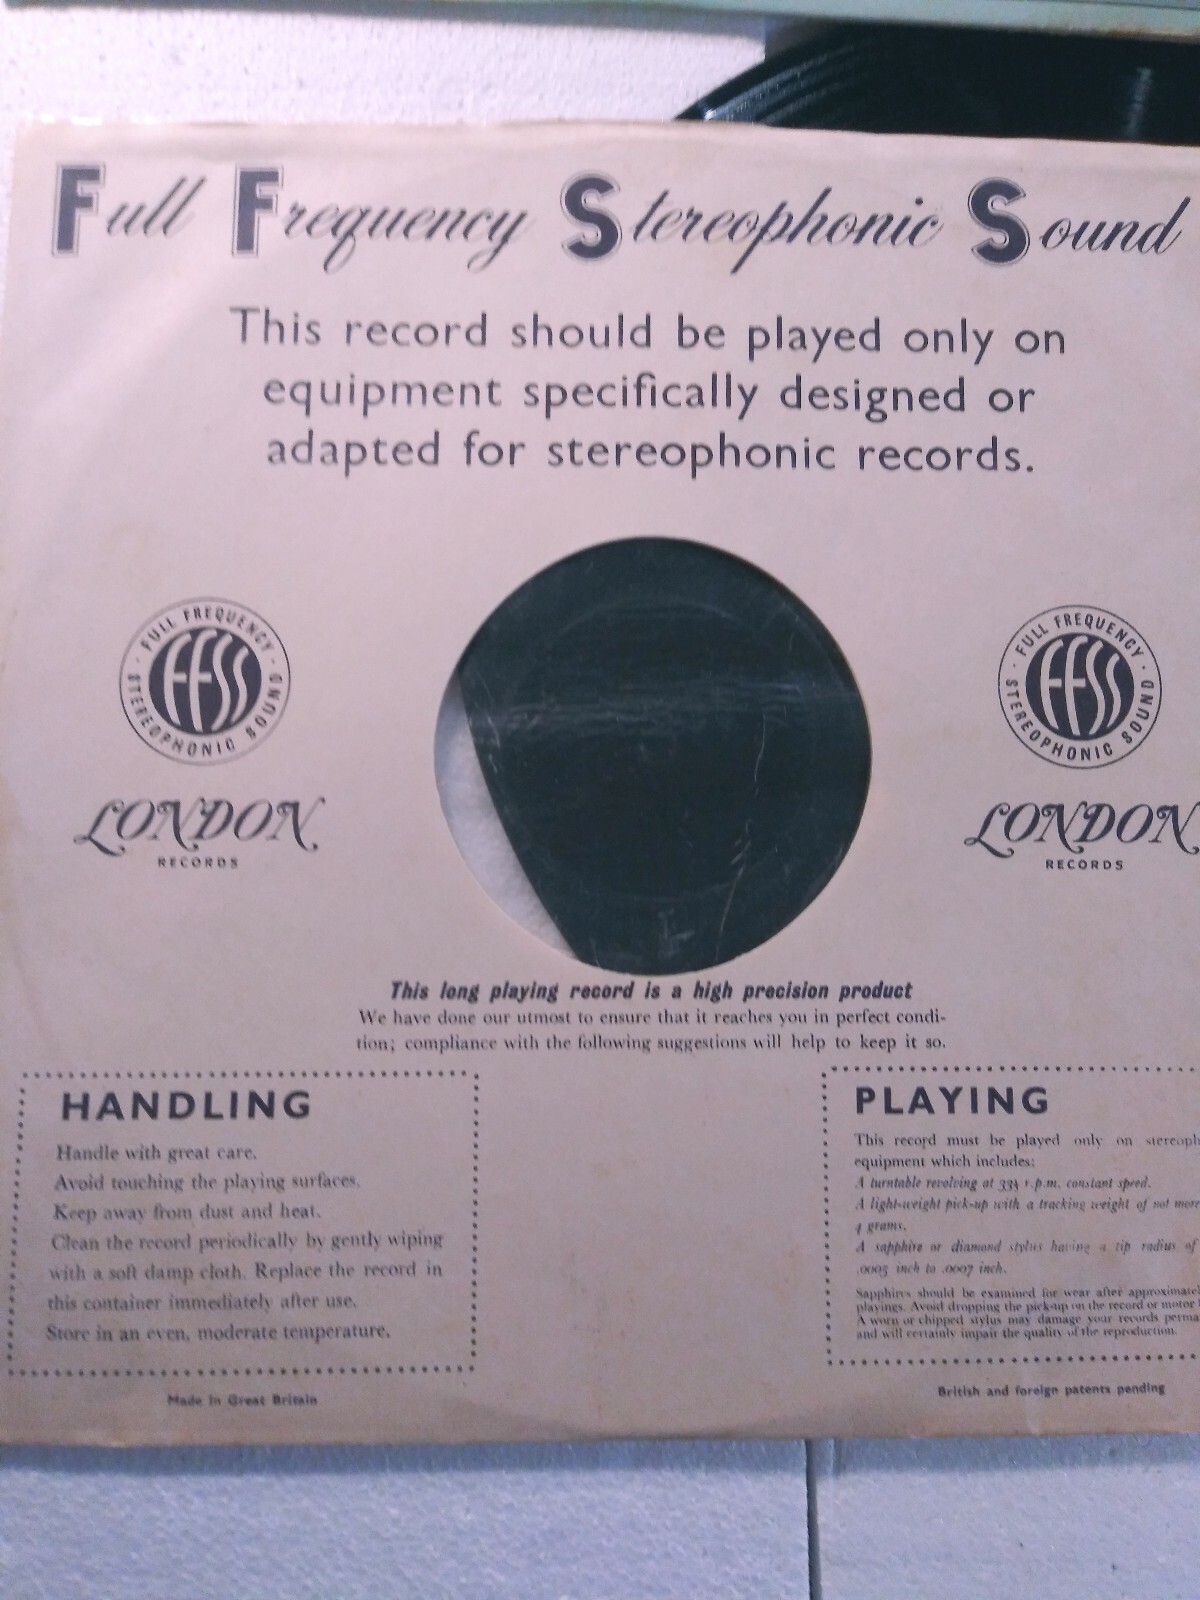 Full Frequency Stereophonic Sound
This record should be played only on
equipment specifically designed or
adapted for stereophonic records.
FULL FREQUENCY
FFSS
STEREOPHONIC SOUND
LONDON
RECORDS
FULL FREQUENCY
FFSS
STEREOPHONIC SOUND
LONDON
RECORDS
This long playing record is a high precision product
We have done our utmost to ensure that it reaches you in perfect condi-
tion; compliance with the following suggestions will help to keep it so.
HANDLING
Handle with great care.
Avoid touching the playing surfaces.
Keep away from dust and heat.
Clean the record periodically by gently wiping
with a soft damp cloth. Replace the record in
this container immediately after use.
Store in an even, moderate temperature.
Made in Great Britain
PLAYING
This record must be played only on stereoph
equipment which includes:
A turntable revolving at 33⅓ r.p.m. constant speed.
A light-weight pick-up with a tracking weight of not more
4 grams.
A sapphire or diamond stylus having a tip radius of
.0005 inch to .0007 inch.
Sapphires should be examined for wear after approximatel
playings. Avoid dropping the pick-up on the record or motor
A worn or chipped stylus may damage your records perma
and will certainly impair the quality of the reproduction.
British and foreign patents pending